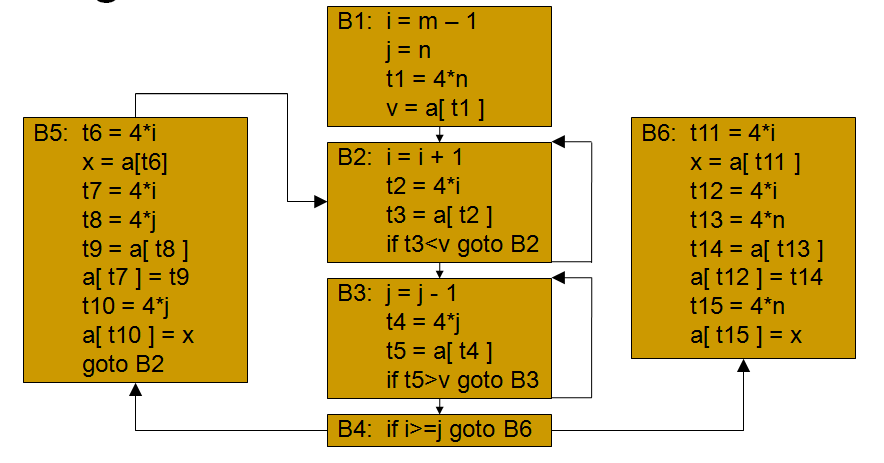 B1: i = m – 1
j = n
t1 = 4*n
v = a[ t1 ]
B2: i = i + 1
t2 = 4*i
t3 = a[ t2 ]
if t3<v goto B2
B3: j = j - 1
t4 = 4*j
t5 = a[ t4 ]
if t5>v goto B3
B4: if i>=j goto B6
B5: t6 = 4*i
x = a[t6]
t7 = 4*i
t8 = 4*j
t9 = a[ t8 ]
a[ t7 ] = t9
t10 = 4*j
a[ t10 ] = x
goto B2
B6: t11 = 4*i
x = a[ t11 ]
t12 = 4*i
t13 = 4*n
t14 = a[ t13 ]
a[ t12 ] = t14
t15 = 4*n
a[ t15 ] = x